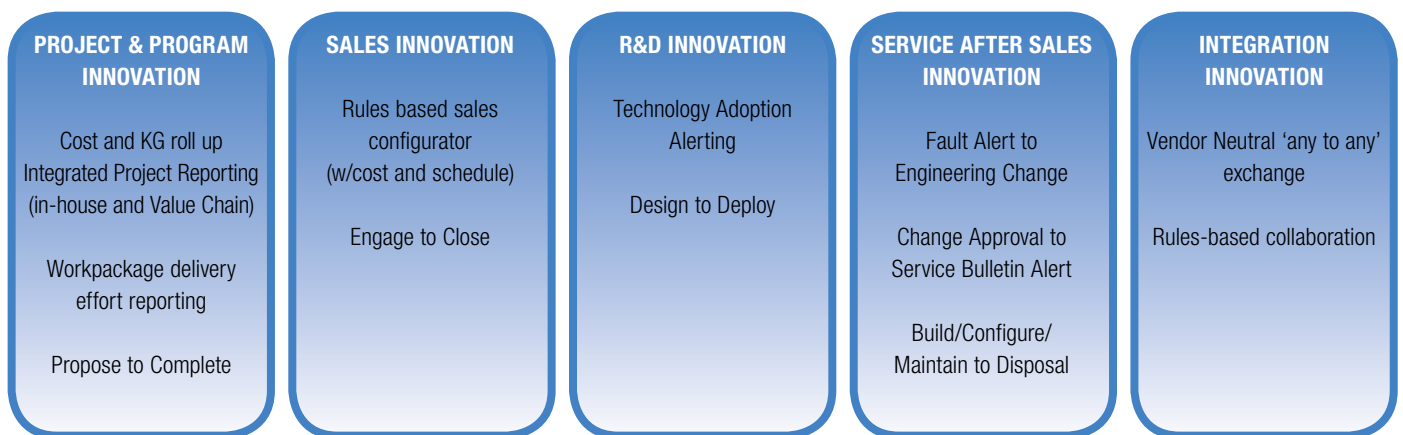 PROJECT & PROGRAM
INNOVATION
Cost and KG roll up
Integrated Project Reporting
(in-house and Value Chain)
Workpackage delivery
effort reporting
Propose to Complete
SALES INNOVATION
Rules based sales
configurator
(w/cost and schedule)
Engage to Close
R&D INNOVATION
Technology Adoption
Alerting
Design to Deploy
SERVICE AFTER SALES
INNOVATION
Fault Alert to
Engineering Change
Change Approval to
Service Bulletin Alert
Build/Configure/
Maintain to Disposal
INTEGRATION
INNOVATION
Vendor Neutral ‘any to any’
exchange
Rules-based collaboration